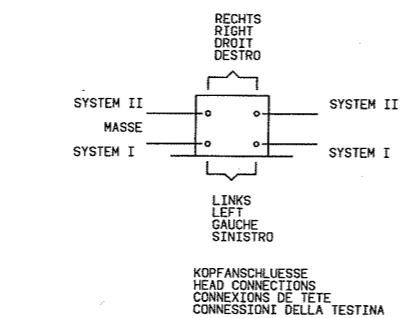 RECHTS
RIGHT
DROIT
DESTRO
SYSTEM II
SYSTEM II
MASSE
SYSTEM I
SYSTEM I
LINKS
LEFT
GAUCHE
SINISTRO
KOPFANSCHLUESSE
HEAD CONNECTIONS
CONNEXIONS DE TETE
CONNESSIONI DELLA TESTINA